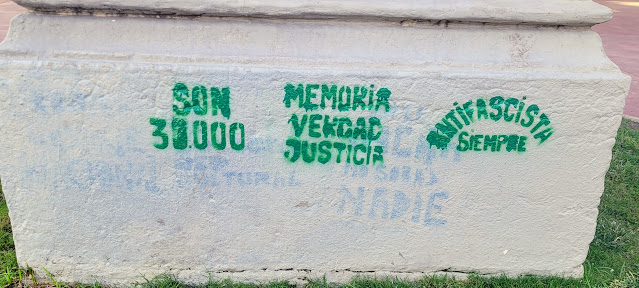 SON
30.000
MEMORIA
VERDAD
JUSTICIA
ANTIFASCISTA
SIEMPRE
NADIE